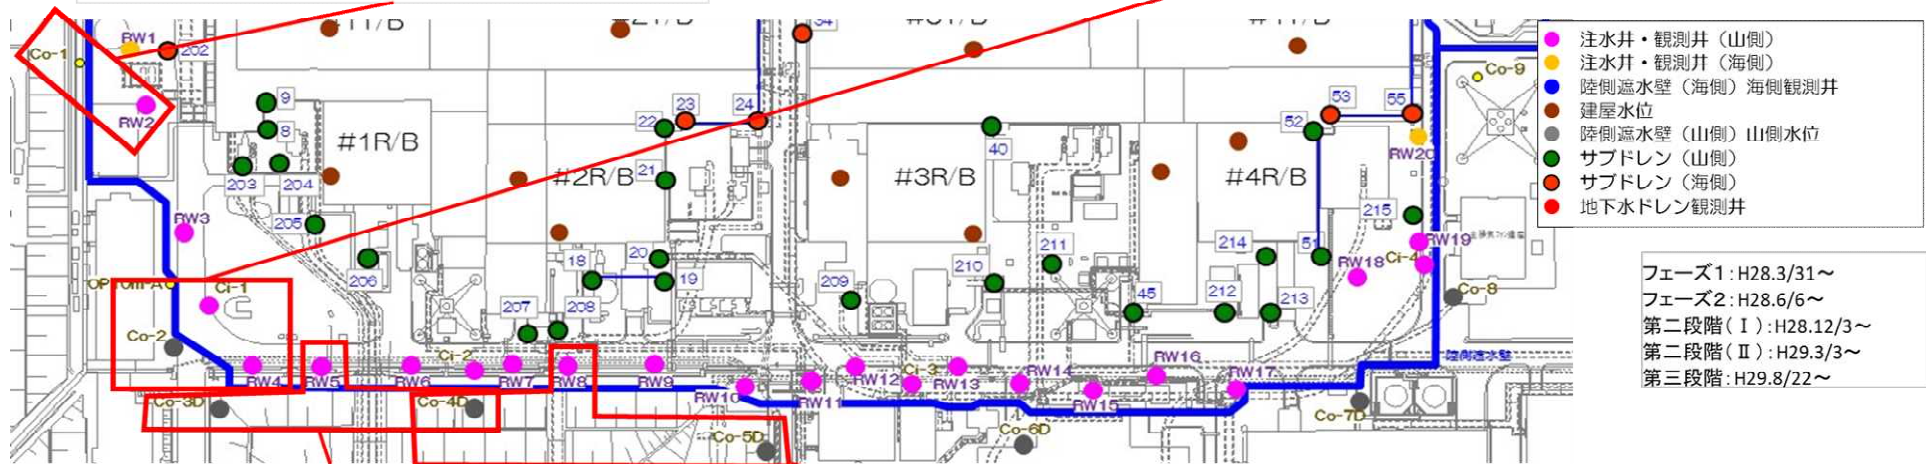 RW1
202
Co-1
RW2
9
8
203
204
205
206
#1R/B
#2R/B
#3R/B
#4R/B
22
23
24
21
20
19
18
207
208
209
210
211
40
45
212
213
214
215
51
52
53
55
RW3
Ci-1
Co-2
RW4
RW5
RW6
Ci-2
RW7
RW8
RW9
RW10
RW11
RW12
Ci-3
RW13
RW14
RW15
RW16
RW17
RW18
RW19
Ci-4
RW20
Co-9
Co-8
陸側遮水壁
Co-3D
Co-4D
Co-5D
Co-6D
Co-7D
注水井・観測井（山側）
注水井・観測井（海側）
陸側遮水壁（海側）海側観測井
建屋水位
陸側遮水壁（山側）山側水位
サブドレン（山側）
サブドレン（海側）
地下水ドレン観測井
フェーズ1：H28.3/31～
フェーズ2：H28.6/6～
第二段階（Ⅰ）：H28.12/3～
第二段階（Ⅱ）：H29.3/3～
第三段階：H29.8/22～